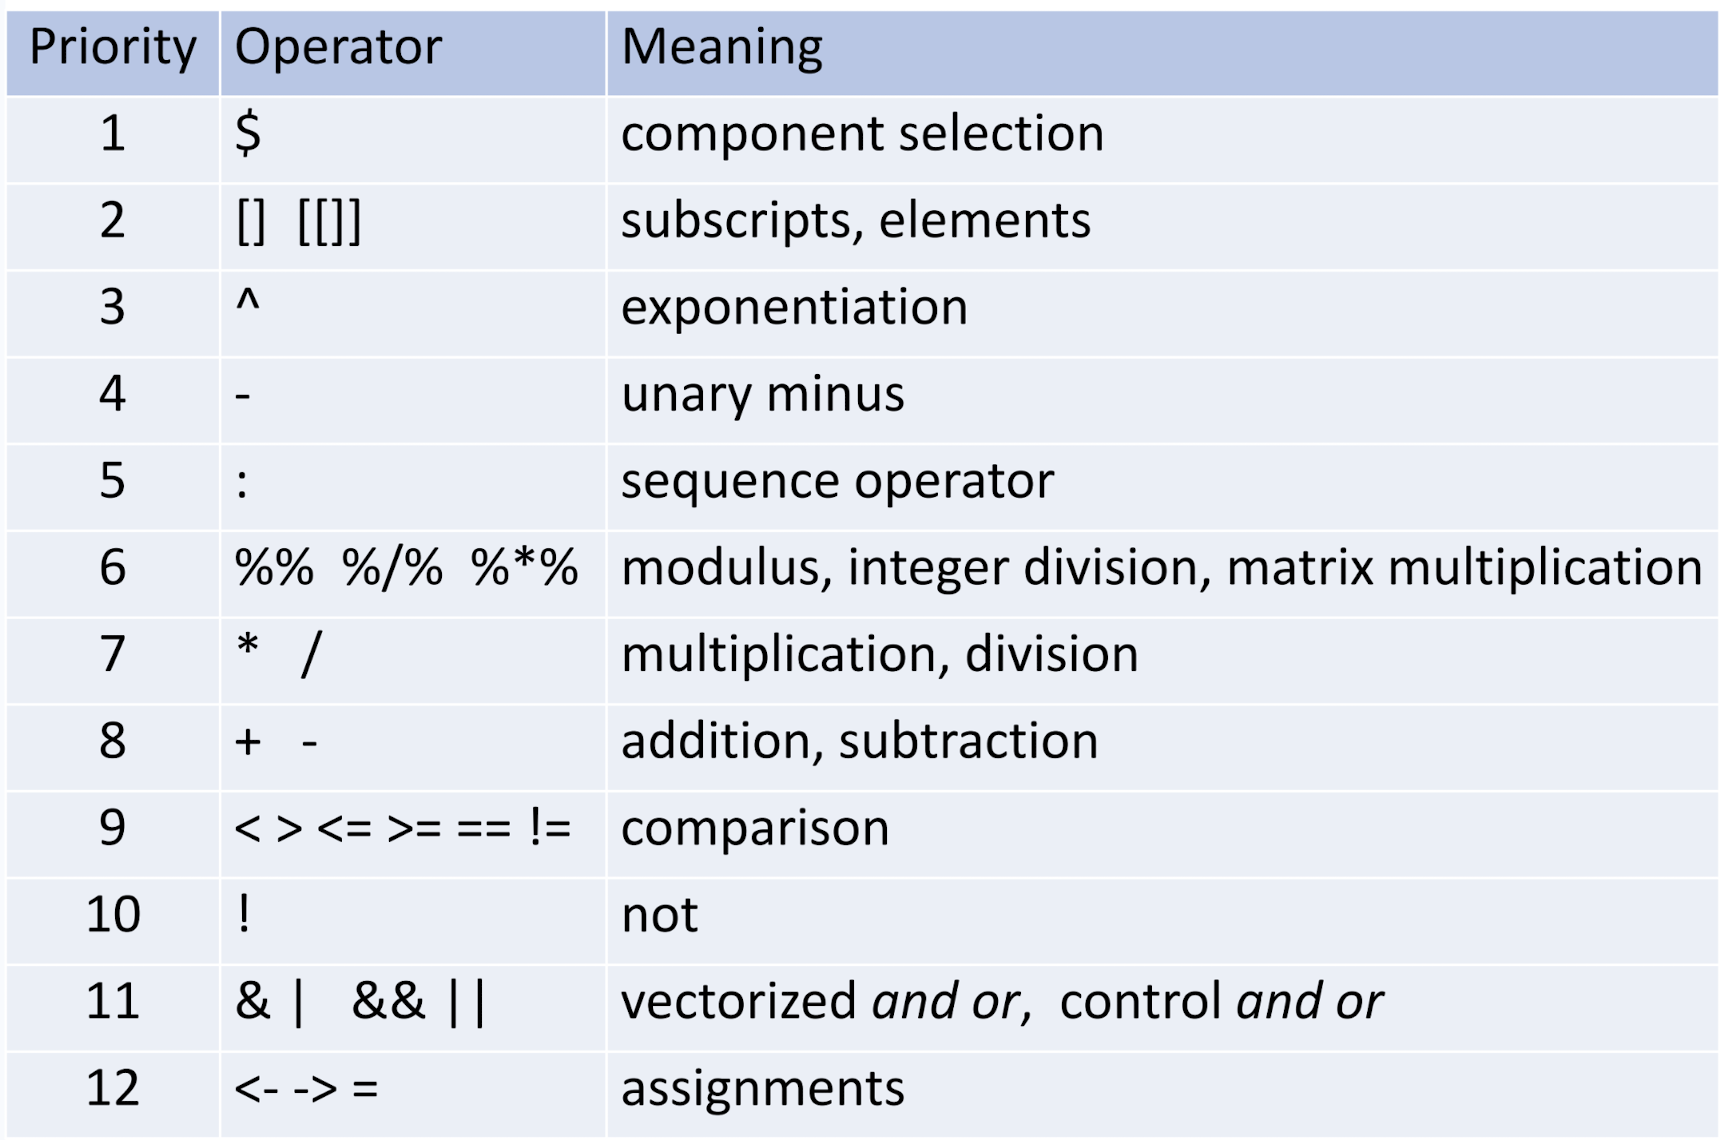 Priority Operator Meaning
1 $ component selection
2 [] [[]] subscripts, elements
3 ^ exponentiation
4 - unary minus
5 : sequence operator
6 %% %/% %*% modulus, integer division, matrix multiplication
7 * / multiplication, division
8 + - addition, subtraction
9 < > <= >= == != comparison
10 ! not
11 & | && || vectorized and or, control and or
12 <- -> = assignments